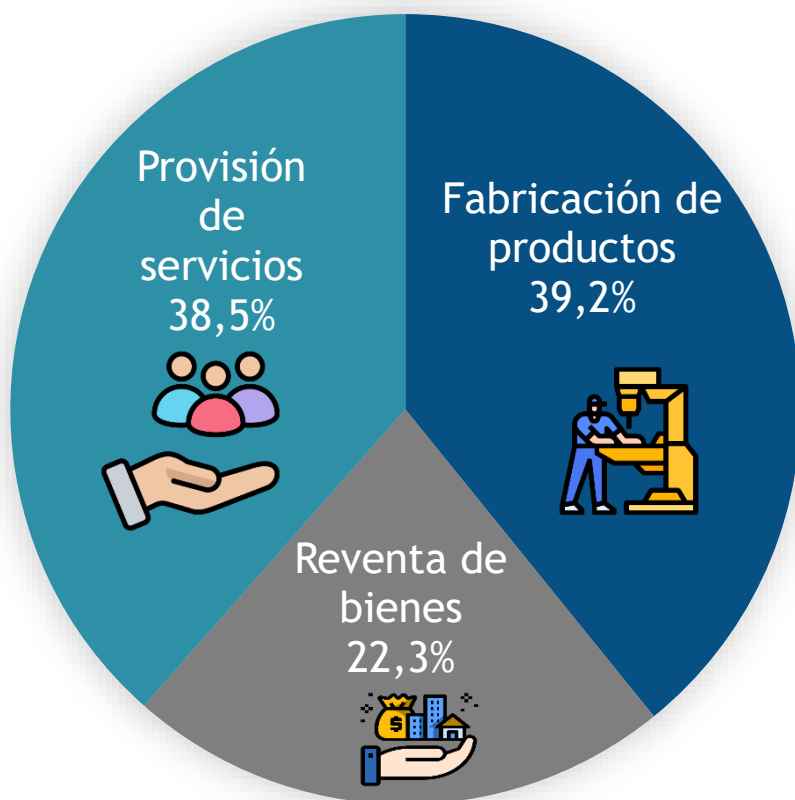 Provisión
de
servicios
38,5%
Fabricación de
productos
39,2%
Reventa de
bienes
22,3%
$